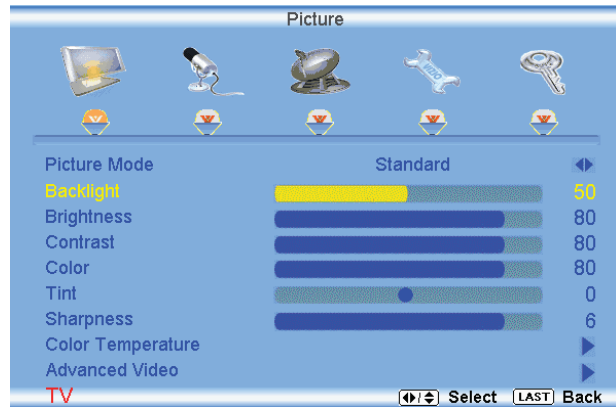 Picture
Picture Mode Standard
Backlight 50
Brightness 80
Contrast 80
Color 80
Tint 0
Sharpness 6
Color Temperature
Advanced Video
TV Select LAST Back